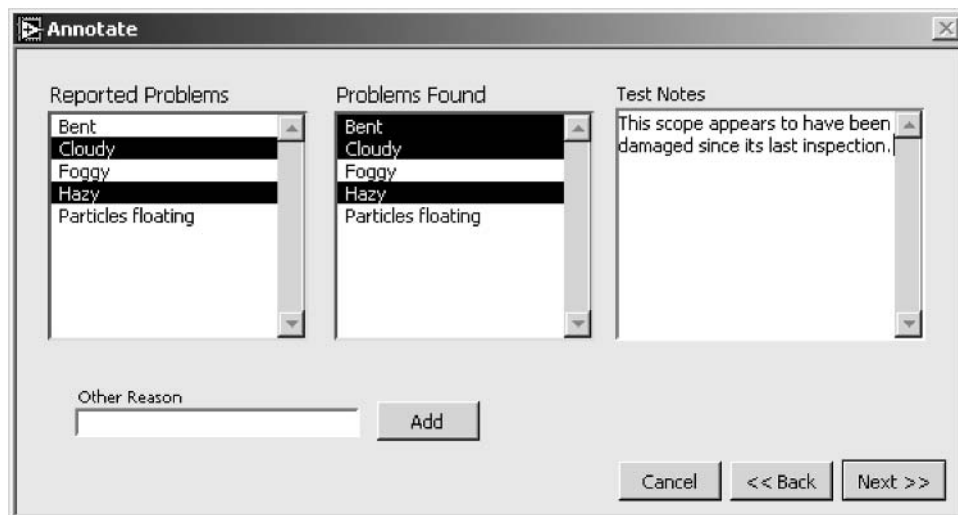 Annotate
Reported Problems
Bent
Cloudy
Foggy
Hazy
Particles floating
Problems Found
Bent
Cloudy
Foggy
Hazy
Particles floating
Test Notes
This scope appears to have been
damaged since its last inspection.
Other Reason
Add
Cancel
<< Back
Next >>